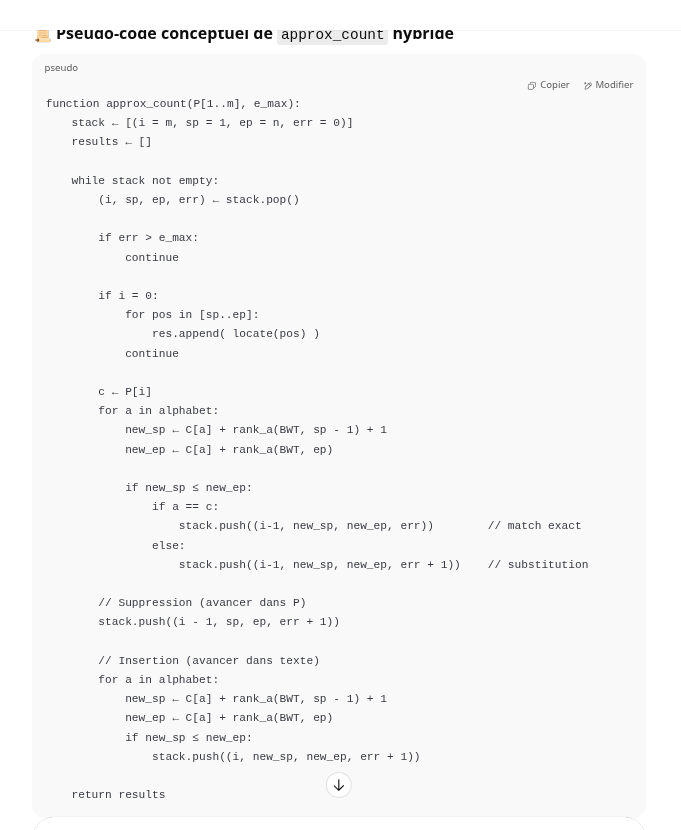 📜 Pseudo-code conceptuel de approx_count hybride
pseudo
Copier Modifier
function approx_count(P[1..m], e_max):
    stack ← [(i = m, sp = 1, ep = n, err = 0)]
    results ← []

    while stack not empty:
        (i, sp, ep, err) ← stack.pop()

        if err > e_max:
            continue

        if i = 0:
            for pos in [sp..ep]:
                res.append( locate(pos) )
            continue

        c ← P[i]
        for a in alphabet:
            new_sp ← C[a] + rank_a(BWT, sp - 1) + 1
            new_ep ← C[a] + rank_a(BWT, ep)

            if new_sp ≤ new_ep:
                if a == c:
                    stack.push((i-1, new_sp, new_ep, err))        // match exact
                else:
                    stack.push((i-1, new_sp, new_ep, err + 1))    // substitution

        // Suppression (avancer dans P)
        stack.push((i - 1, sp, ep, err + 1))

        // Insertion (avancer dans texte)
        for a in alphabet:
            new_sp ← C[a] + rank_a(BWT, sp - 1) + 1
            new_ep ← C[a] + rank_a(BWT, ep)
            if new_sp ≤ new_ep:
                stack.push((i, new_sp, new_ep, err + 1))

    return results